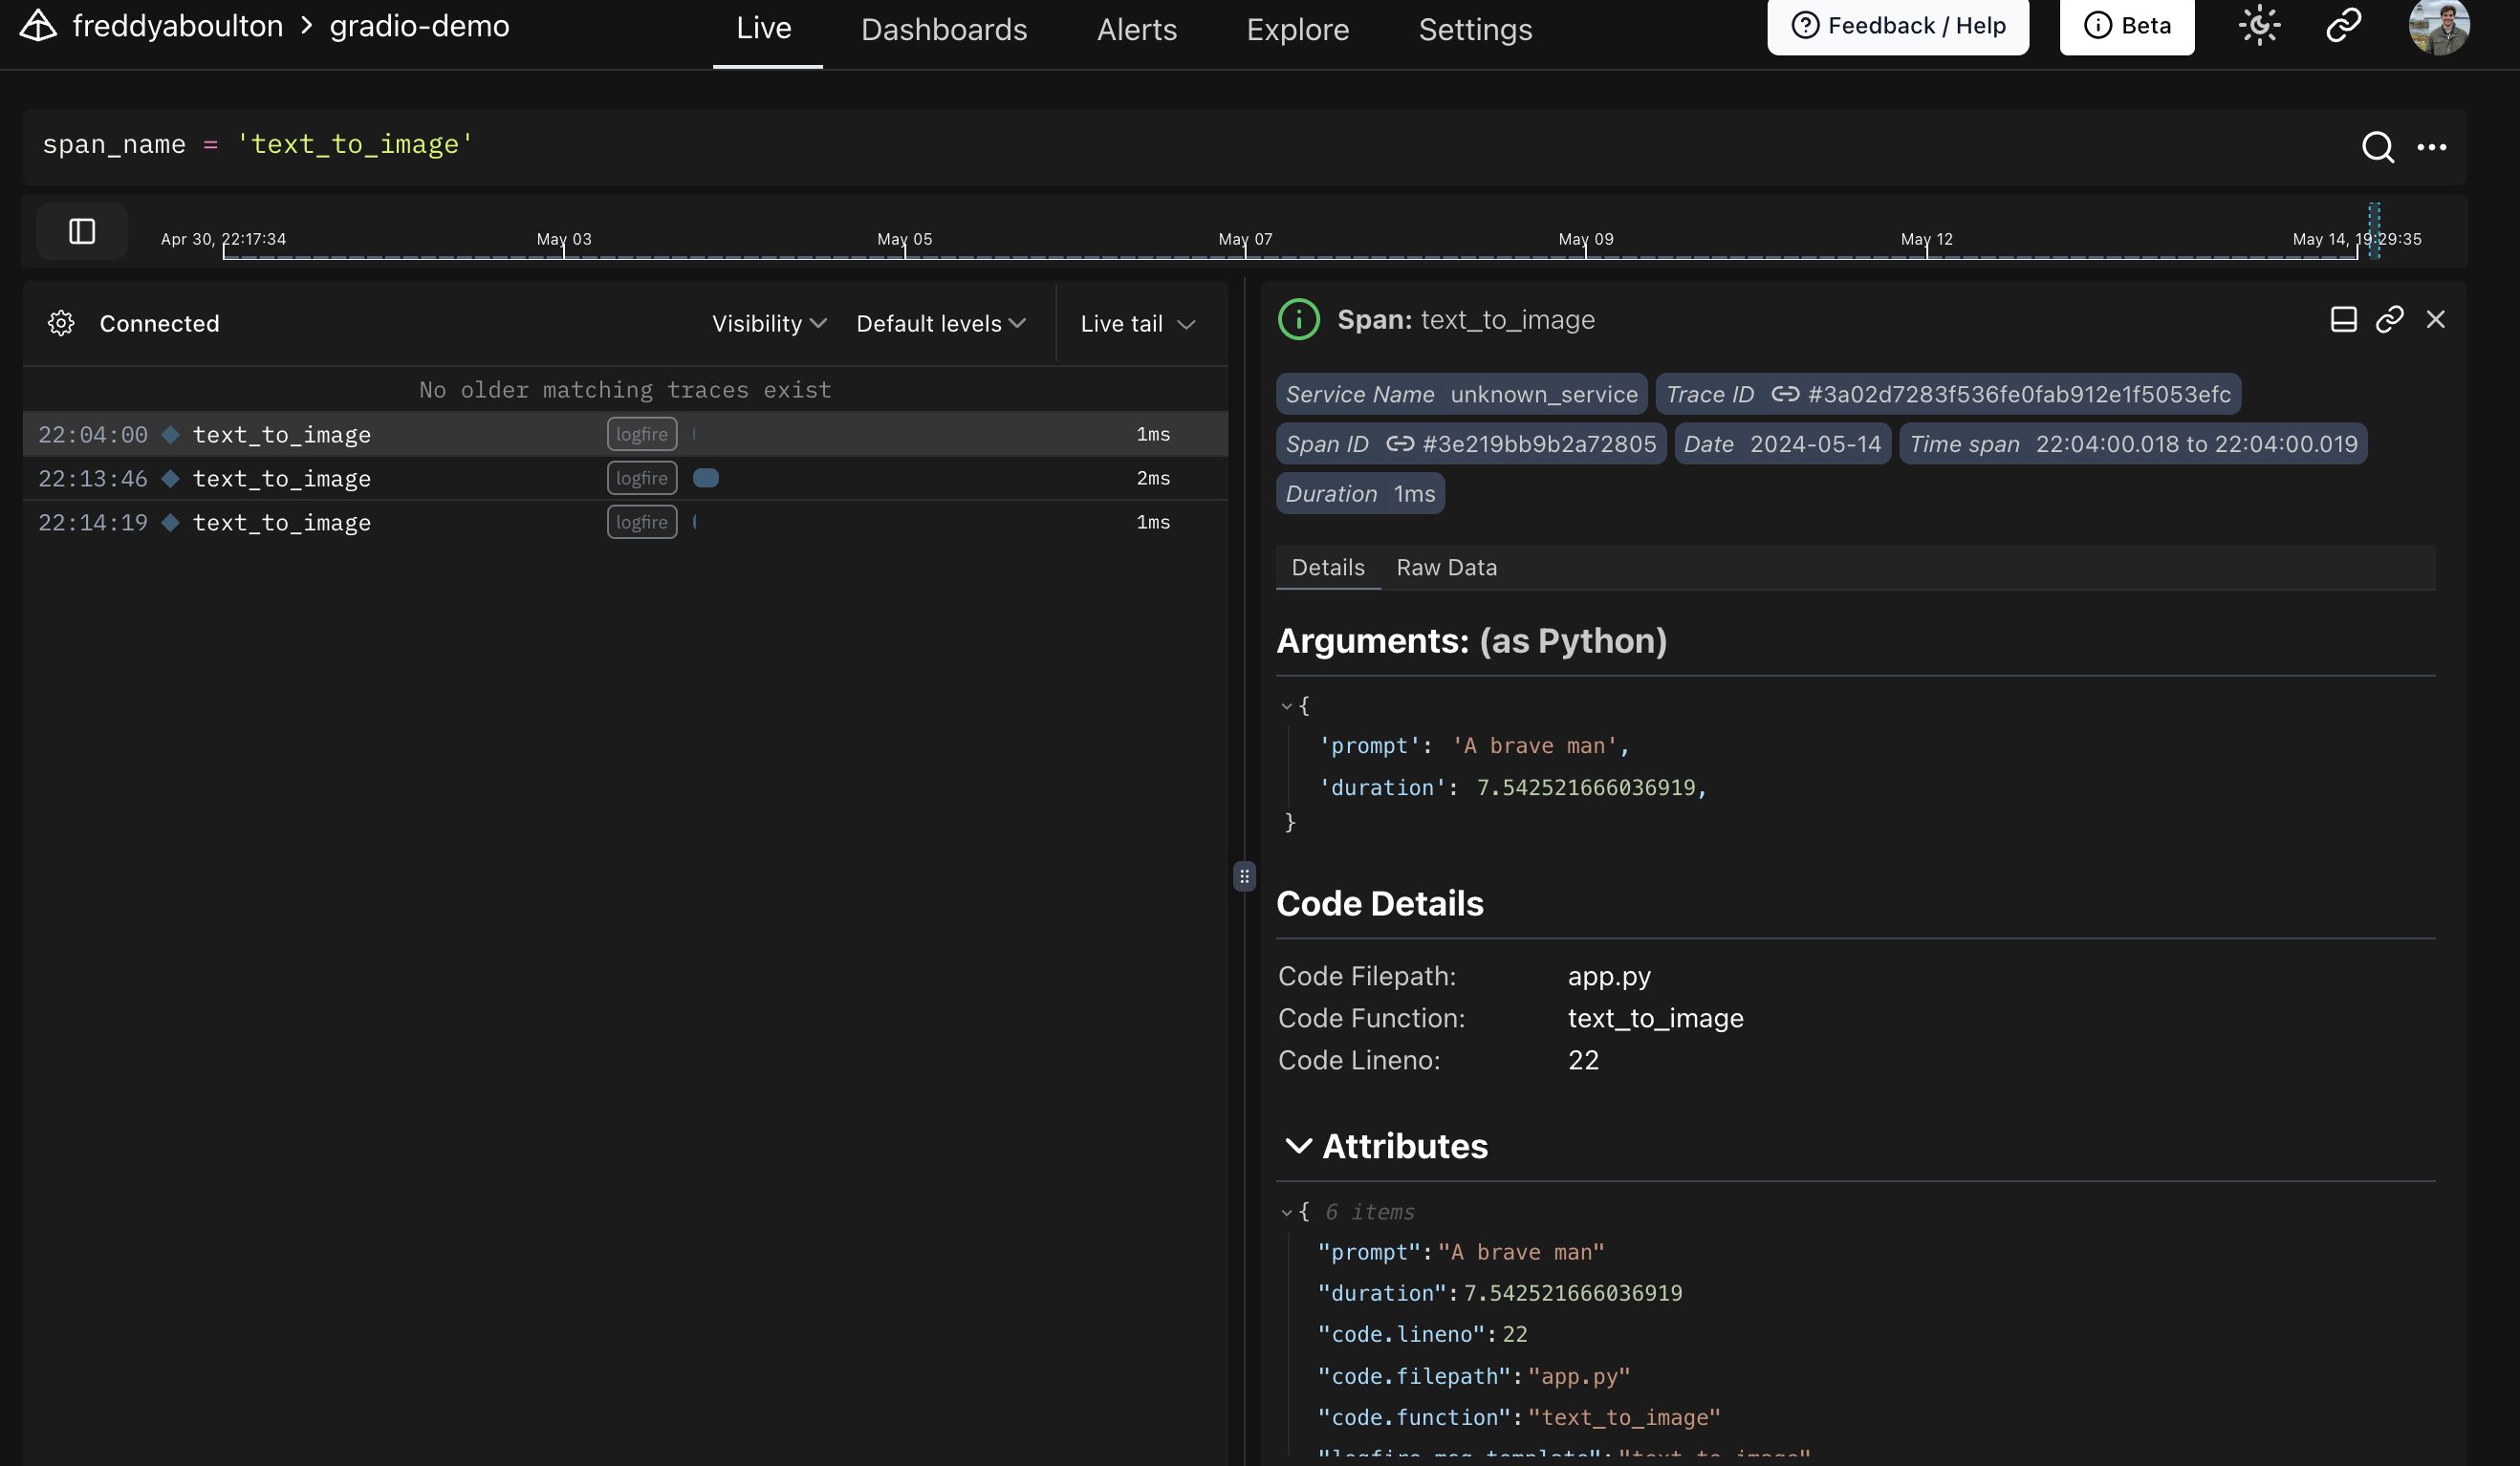 freddyaboulton > gradio-demo Live Dashboards Alerts Explore Settings Feedback / Help Beta
span_name = 'text_to_image'
Apr 30, 22:17:34 May 03 May 05 May 07 May 09 May 12 May 14, 19:29:35
Connected Visibility Default levels Live tail
No older matching traces exist
22:04:00 text_to_image logfire 1ms
22:13:46 text_to_image logfire 2ms
22:14:19 text_to_image logfire 1ms
Span: text_to_image
Service Name unknown_service Trace ID #3a02d7283f536fe0fab912e1f5053efc
Span ID #3e219bb9b2a72805 Date 2024-05-14 Time span 22:04:00.018 to 22:04:00.019
Duration 1ms
Details Raw Data
Arguments: (as Python)
{
'prompt': 'A brave man',
'duration': 7.542521666036919,
}
Code Details
Code Filepath: app.py
Code Function: text_to_image
Code Lineno: 22
Attributes
{ 6 items
"prompt":"A brave man"
"duration":7.542521666036919
"code.lineno":22
"code.filepath":"app.py"
"code.function":"text_to_image"
"logfire.msg_template":"text_to_image"